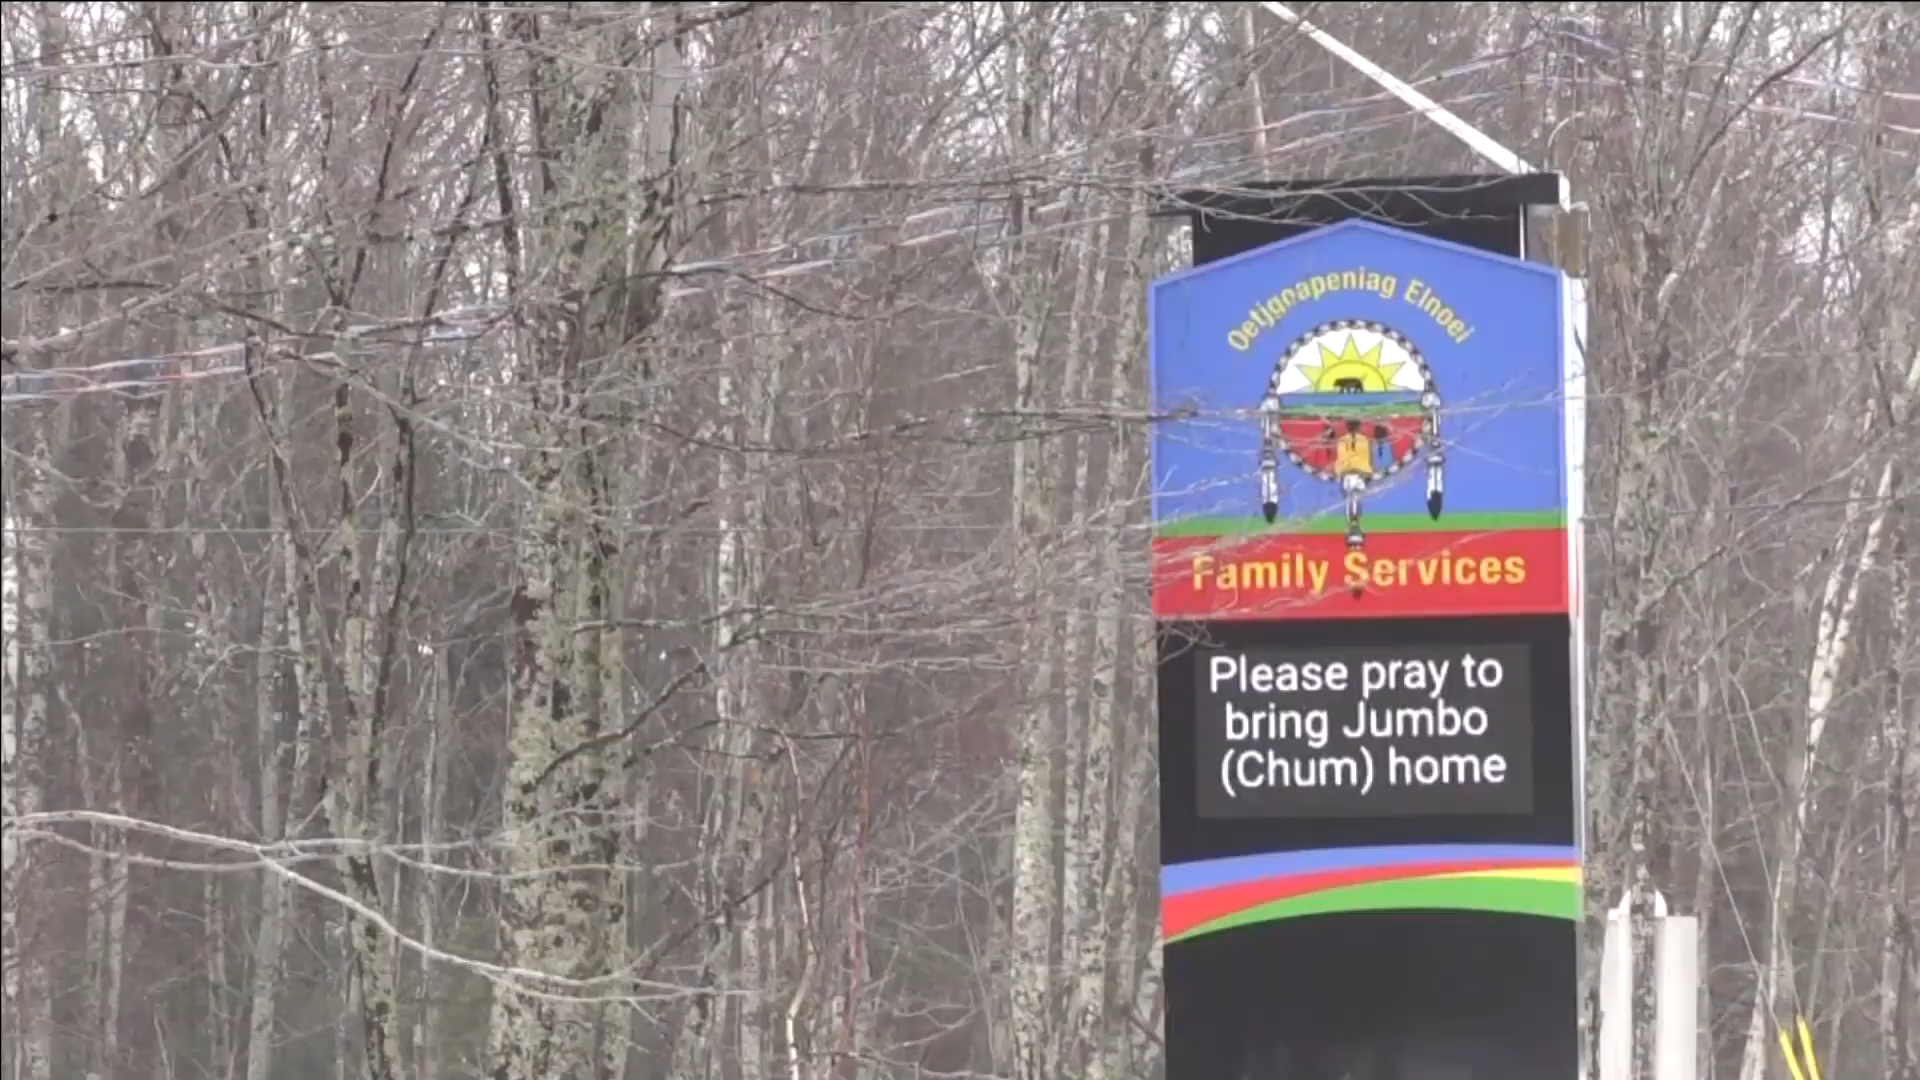 Oetjgoapeniag Elnoei
Family Services
Please pray to
bring Jumbo
(Chum) home